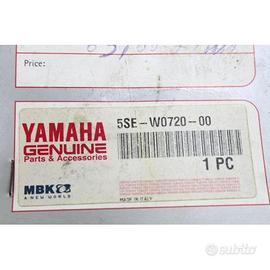 Price:
YAMAHA
GENUINE
Parts & Accessories
5SE-W0720-00
1 PC
MBK
A NEW WORLD
MADE IN ITALY
subito